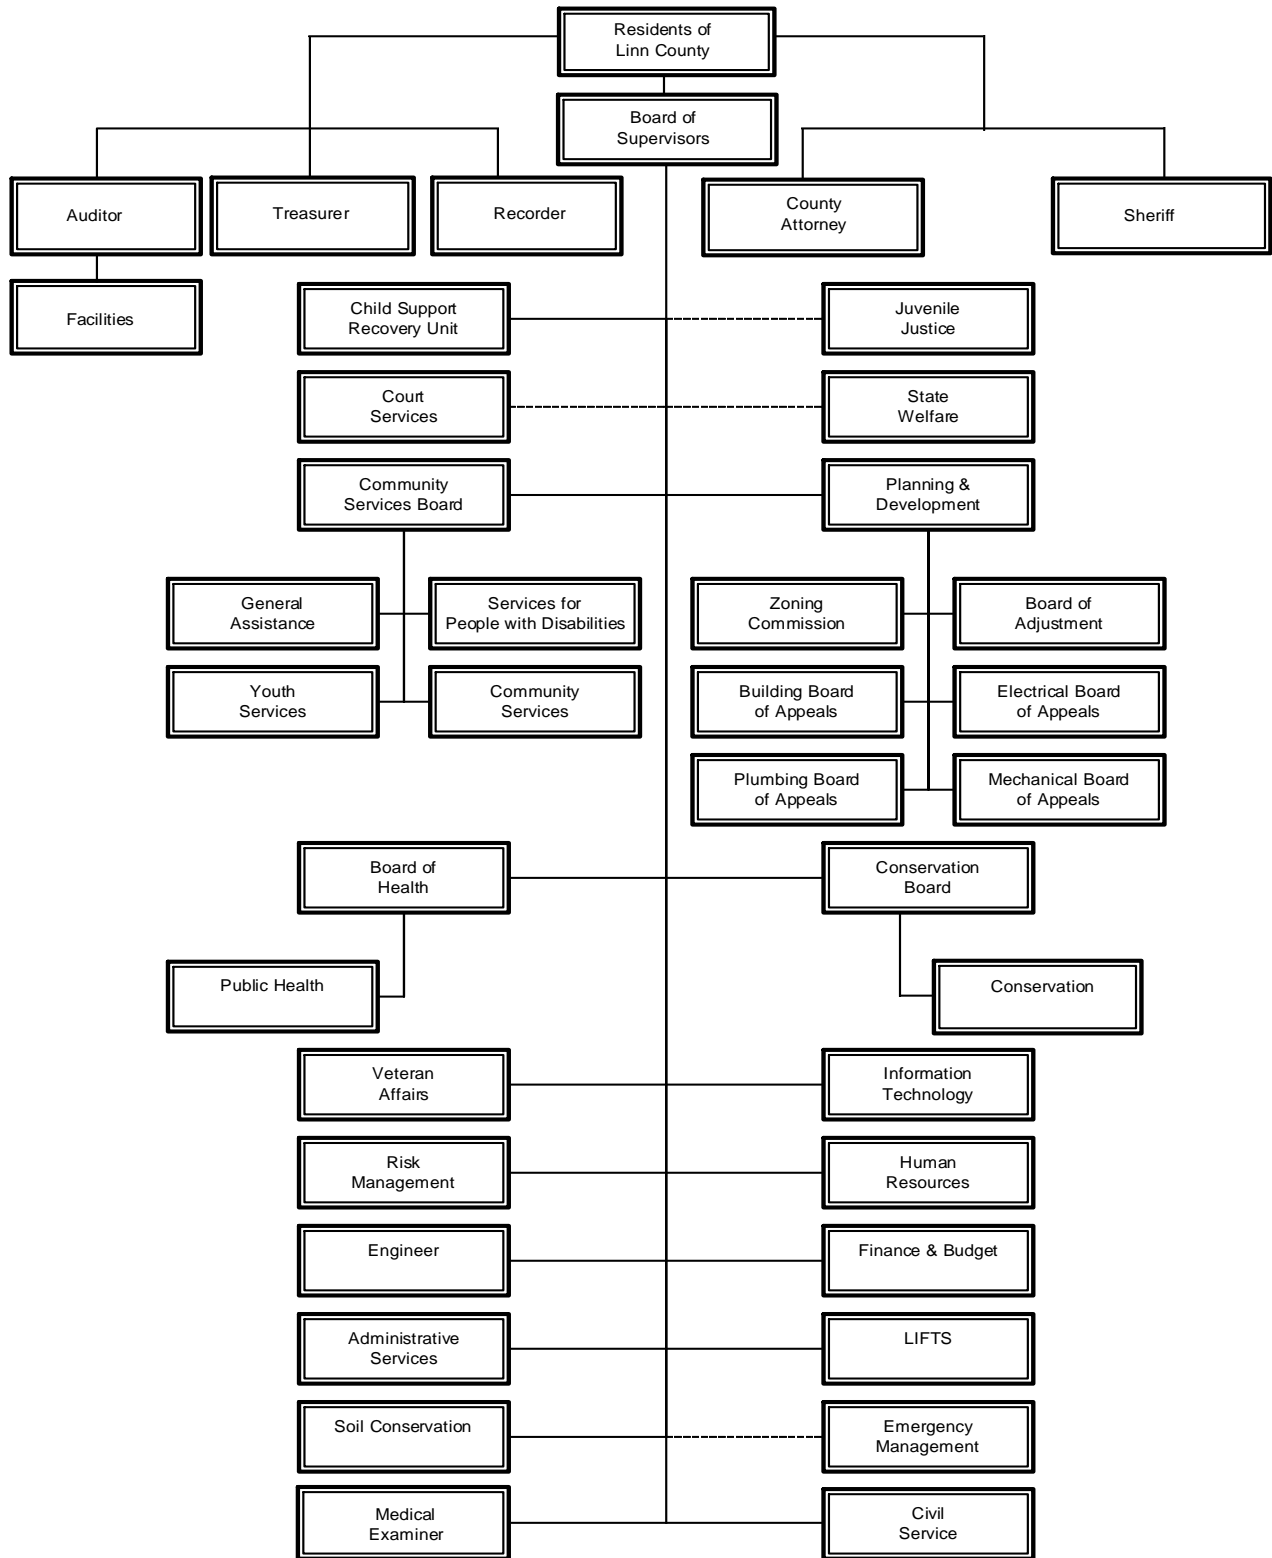 Residents of
Linn County
Board of
Supervisors
Auditor
Treasurer
Recorder
County
Attorney
Sheriff
Facilities
Child Support
Recovery Unit
Juvenile
Justice
Court
Services
State
Welfare
Community
Services Board
Planning &
Development
General
Assistance
Services for
People with Disabilities
Zoning
Commission
Board of
Adjustment
Youth
Services
Community
Services
Building Board
of Appeals
Electrical Board
of Appeals
Plumbing Board
of Appeals
Mechanical Board
of Appeals
Board of
Health
Conservation
Board
Public Health
Conservation
Veteran
Affairs
Information
Technology
Risk
Management
Human
Resources
Engineer
Finance & Budget
Administrative
Services
LIFTS
Soil Conservation
Emergency
Management
Medical
Examiner
Civil
Service